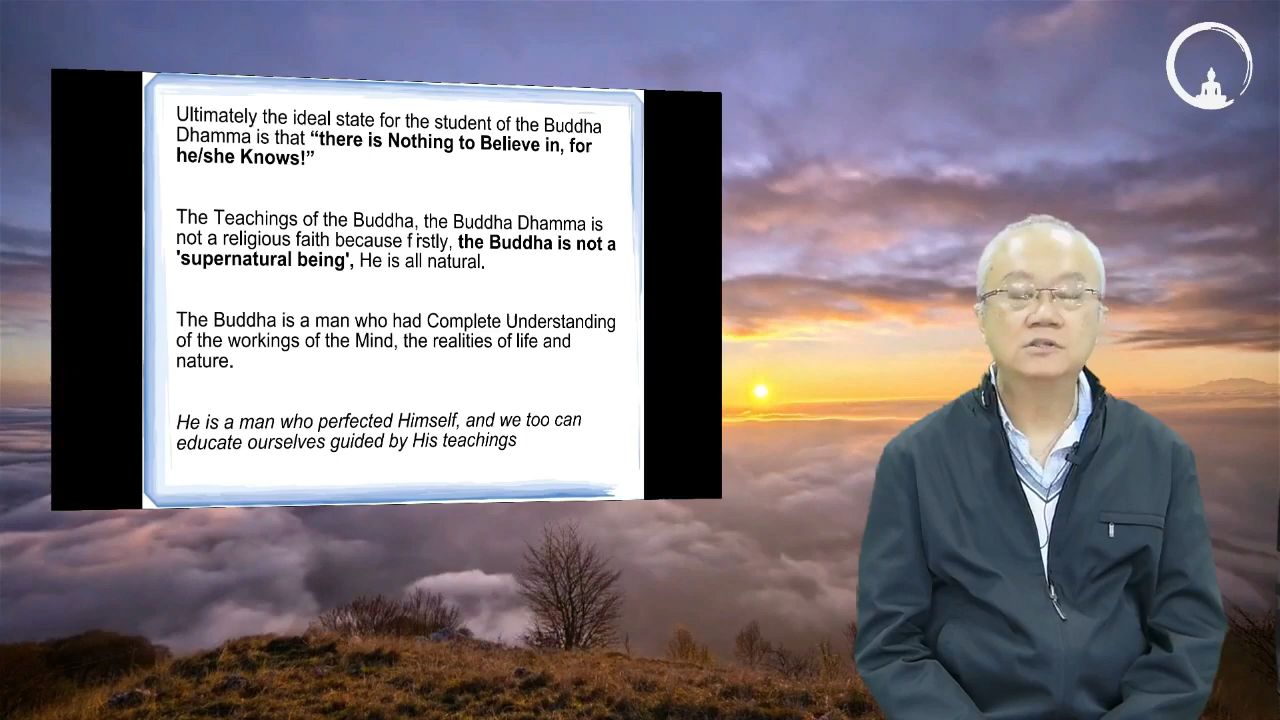 Ultimately the ideal state for the student of the Buddha
Dhamma is that “there is Nothing to Believe in, for
he/she Knows!”
The Teachings of the Buddha, the Buddha Dhamma is
not a religious faith because firstly, the Buddha is not a
'supernatural being', He is all natural.
The Buddha is a man who had Complete Understanding
of the workings of the Mind, the realities of life and
nature.
He is a man who perfected Himself, and we too can
educate ourselves guided by His teachings